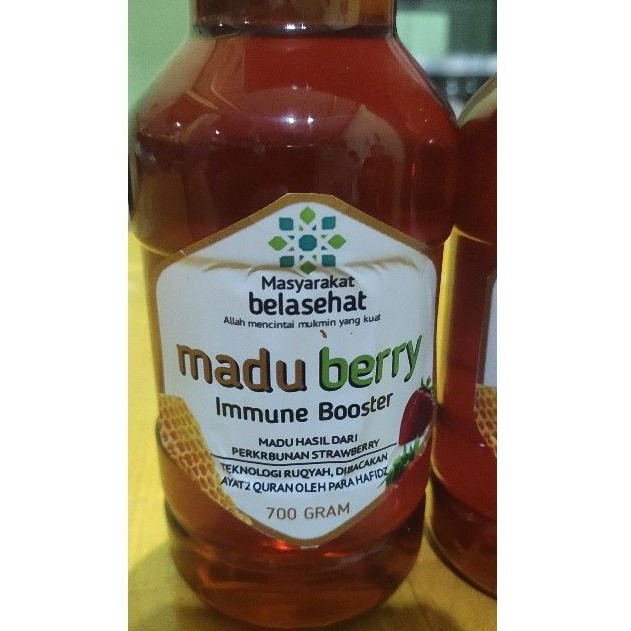 Masyarakat
belasehat
Allah mencintai mukmin yang kuat
madu berry
Immune Booster
MADU HASIL DARI
PERKRBUNAN STRAWBERRY
TEKNOLOGI RUQYAH, DIBACAKAN
AYAT2 QURAN OLEH PARA HAFIDZ
700 GRAM